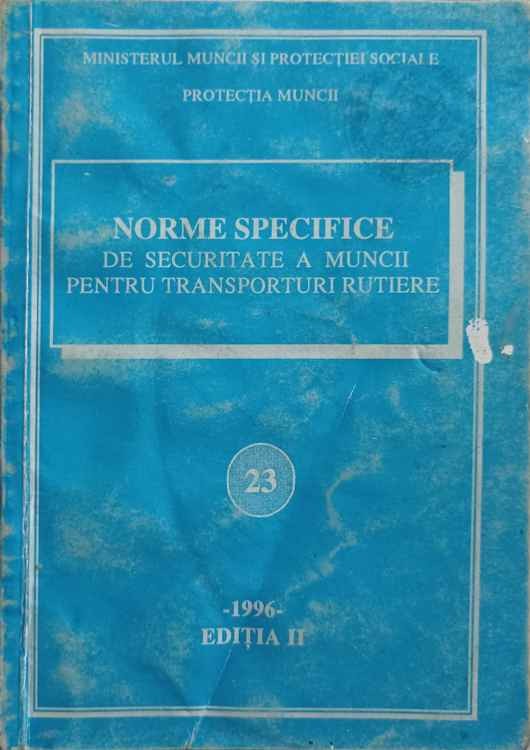 MINISTERUL MUNCII ȘI PROTECȚIEI SOCIALE
PROTECȚIA MUNCII
NORME SPECIFICE
DE SECURITATE A MUNCII
PENTRU TRANSPORTURI RUTIERE
23
-1996-
EDIȚIA II